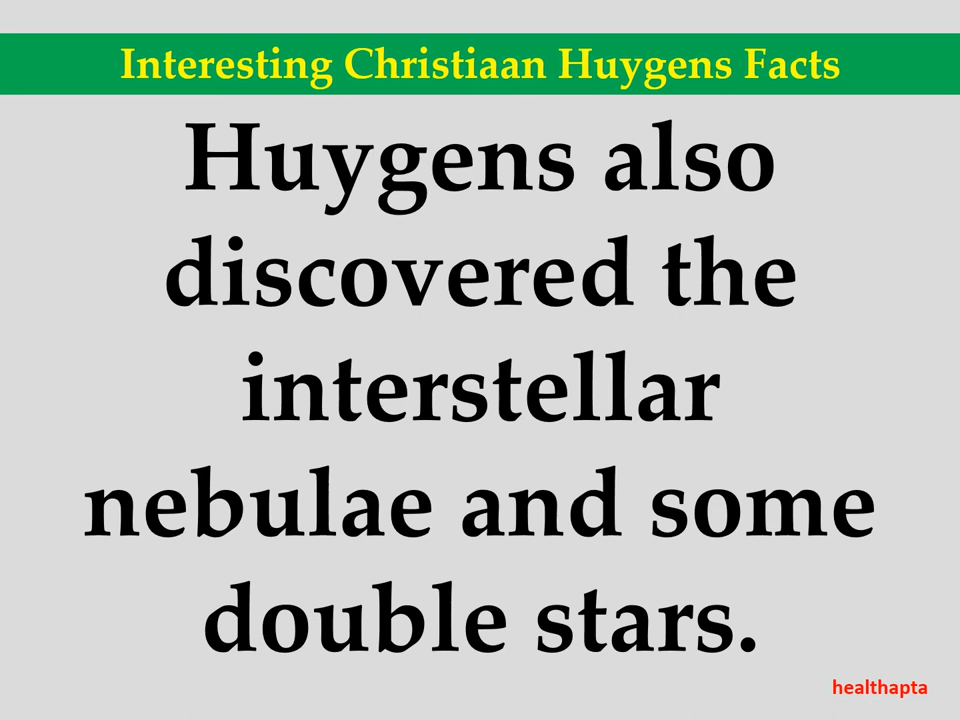 Interesting Christiaan Huygens Facts
Huygens also
discovered the
interstellar
nebulae and some
double stars.
healthapta